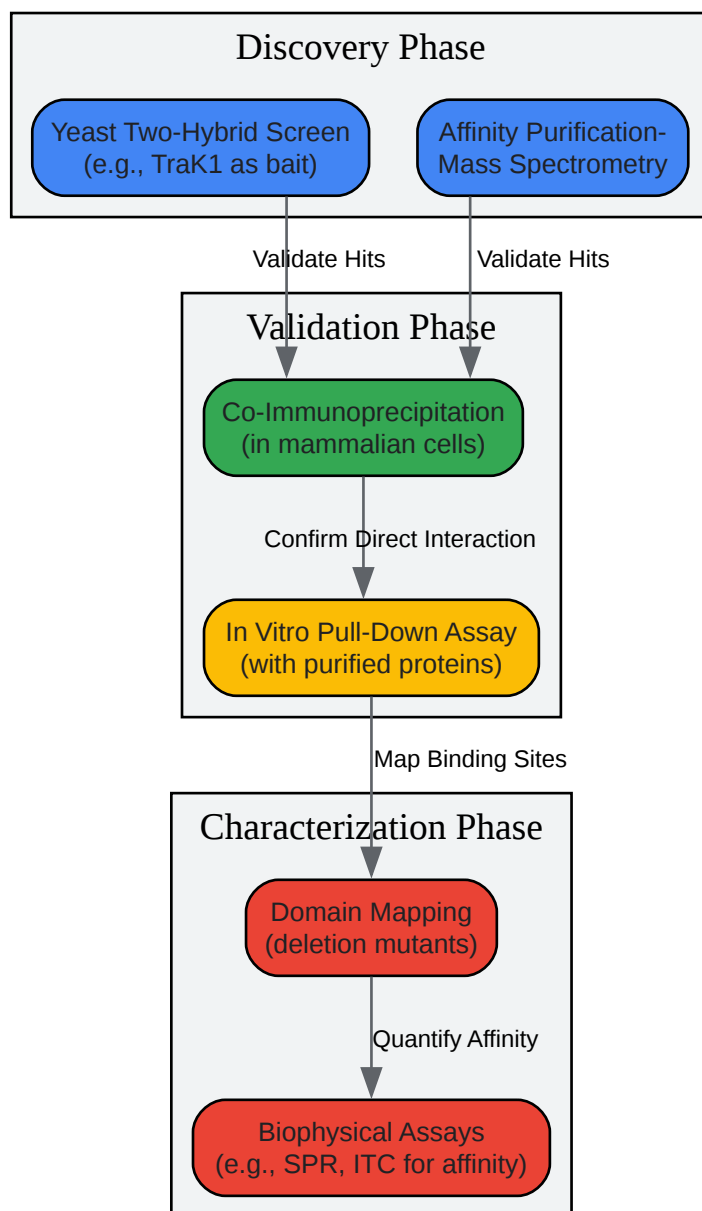 Discovery Phase
Yeast Two-Hybrid Screen
(e.g., TraK1 as bait)
Affinity Purification-
Mass Spectrometry
Validate Hits
Validate Hits
Validation Phase
Co-Immunoprecipitation
(in mammalian cells)
Confirm Direct Interaction
In Vitro Pull-Down Assay
(with purified proteins)
Map Binding Sites
Characterization Phase
Domain Mapping
(deletion mutants)
Quantify Affinity
Biophysical Assays
(e.g., SPR, ITC for affinity)